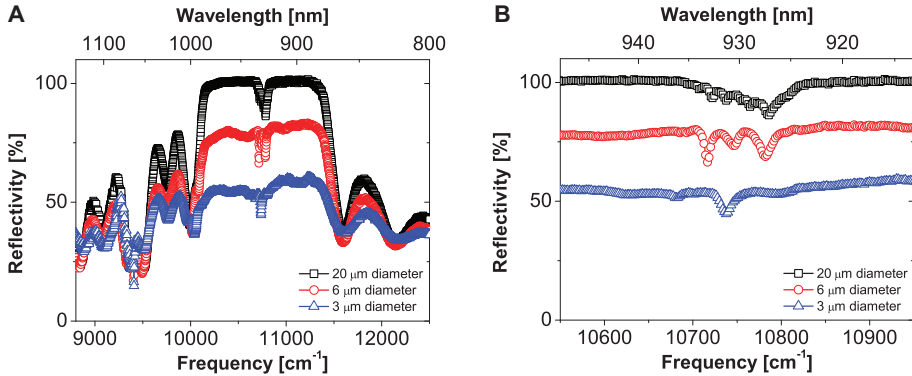 A
Wavelength [nm]
1100 1000 900 800
100
50
0
Reflectivity [%]
20 μm diameter
6 μm diameter
3 μm diameter
9000 10000 11000 12000
Frequency [cm⁻¹]
B
Wavelength [nm]
940 930 920
100
50
0
Reflectivity [%]
20 μm diameter
6 μm diameter
3 μm diameter
10600 10700 10800 10900
Frequency [cm⁻¹]